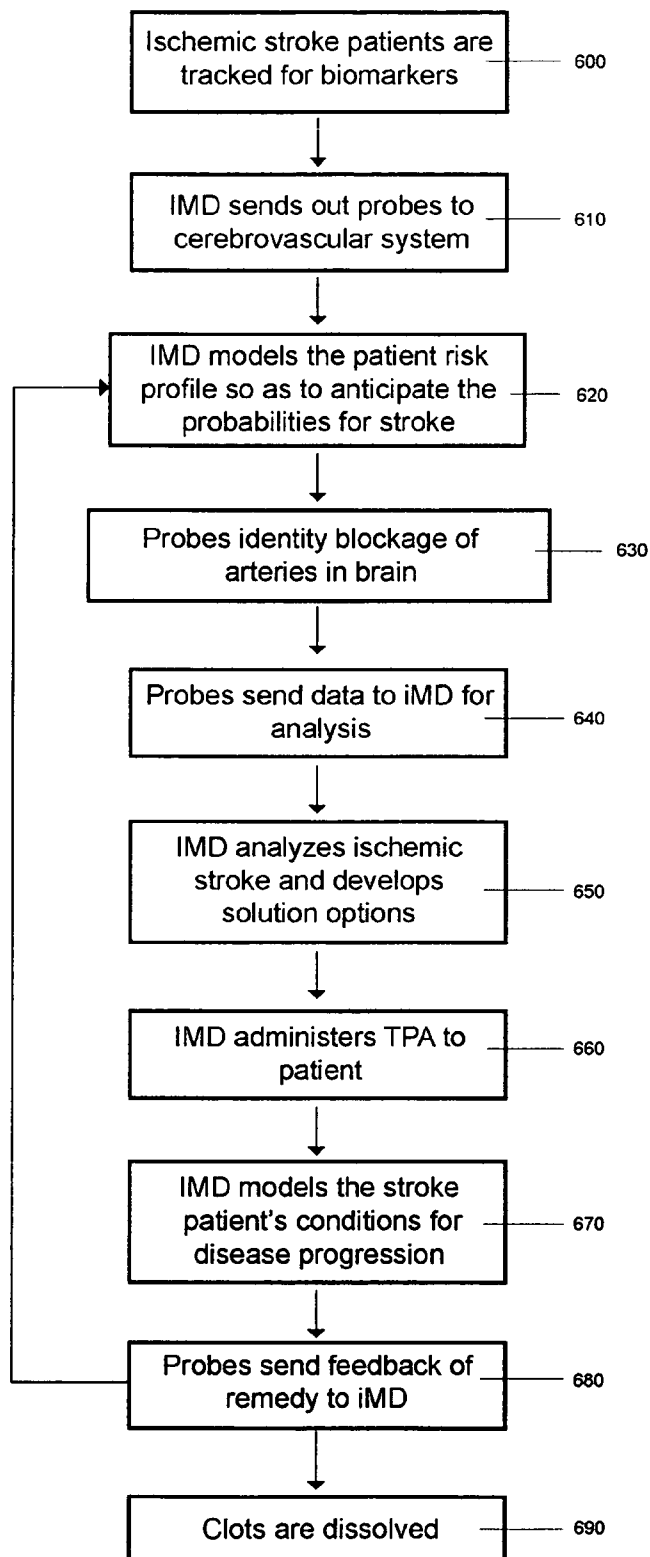 Ischemic stroke patients are
tracked for biomarkers
600
IMD sends out probes to
cerebrovascular system
610
IMD models the patient risk
profile so as to anticipate the
probabilities for stroke
620
Probes identity blockage of
arteries in brain
630
Probes send data to iMD for
analysis
640
IMD analyzes ischemic
stroke and develops
solution options
650
IMD administers TPA to
patient
660
IMD models the stroke
patient's conditions for
disease progression
670
Probes send feedback of
remedy to iMD
680
Clots are dissolved
690